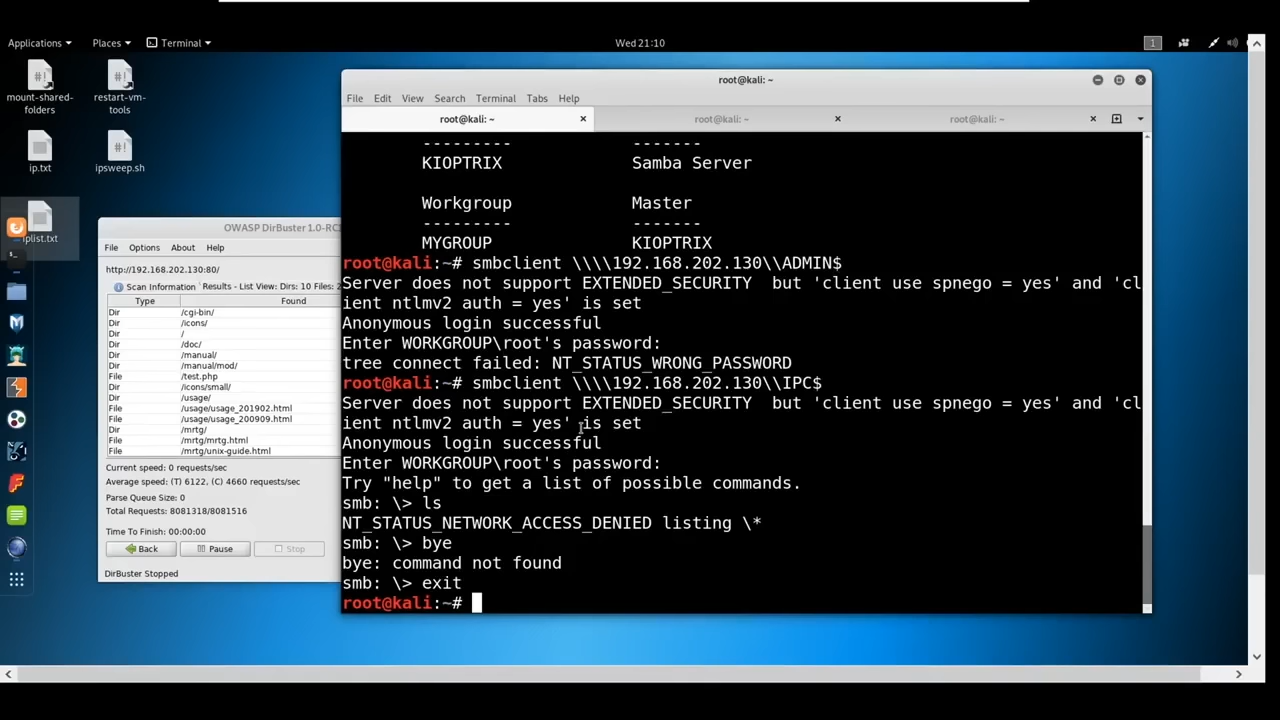 Applications
Places
Terminal
Wed 21:10
1
mount-shared-folders
restart-vm-tools
ip.txt
ipsweep.sh
iplist.txt
OWASP DirBuster 1.0-RC1
File Options About Help
http://192.168.202.130:80/
Scan Information Results - List View: Dirs: 10 Files:
Type Found
Dir /cgi-bin/
Dir /icons/
Dir /
Dir /doc/
Dir /manual/
Dir /manual/mod/
File /test.php
Dir /icons/small/
Dir /usage/
File /usage/usage_201902.html
File /usage/usage_200909.html
Dir /mrtg/
File /mrtg/mrtg.html
File /mrtg/unix-guide.html
Current speed: 0 requests/sec
Average speed: (T) 6122, (C) 4660 requests/sec
Parse Queue Size: 0
Total Requests: 8081318/8081516
Time To Finish: 00:00:00
Back Pause Stop
DirBuster Stopped
root@kali: ~
File Edit View Search Terminal Tabs Help
root@kali: ~ root@kali: ~ root@kali: ~
--------- -------
KIOPTRIX Samba Server
Workgroup Master
--------- -------
MYGROUP KIOPTRIX
root@kali:~# smbclient \\\\192.168.202.130\\ADMIN$
Server does not support EXTENDED_SECURITY  but 'client use spnego = yes' and 'cl
ient ntlmv2 auth = yes' is set
Anonymous login successful
Enter WORKGROUP\root's password:
tree connect failed: NT_STATUS_WRONG_PASSWORD
root@kali:~# smbclient \\\\192.168.202.130\\IPC$
Server does not support EXTENDED_SECURITY  but 'client use spnego = yes' and 'cl
ient ntlmv2 auth = yes' is set
Anonymous login successful
Enter WORKGROUP\root's password:
Try "help" to get a list of possible commands.
smb: \> ls
NT_STATUS_NETWORK_ACCESS_DENIED listing \*
smb: \> bye
bye: command not found
smb: \> exit
root@kali:~#